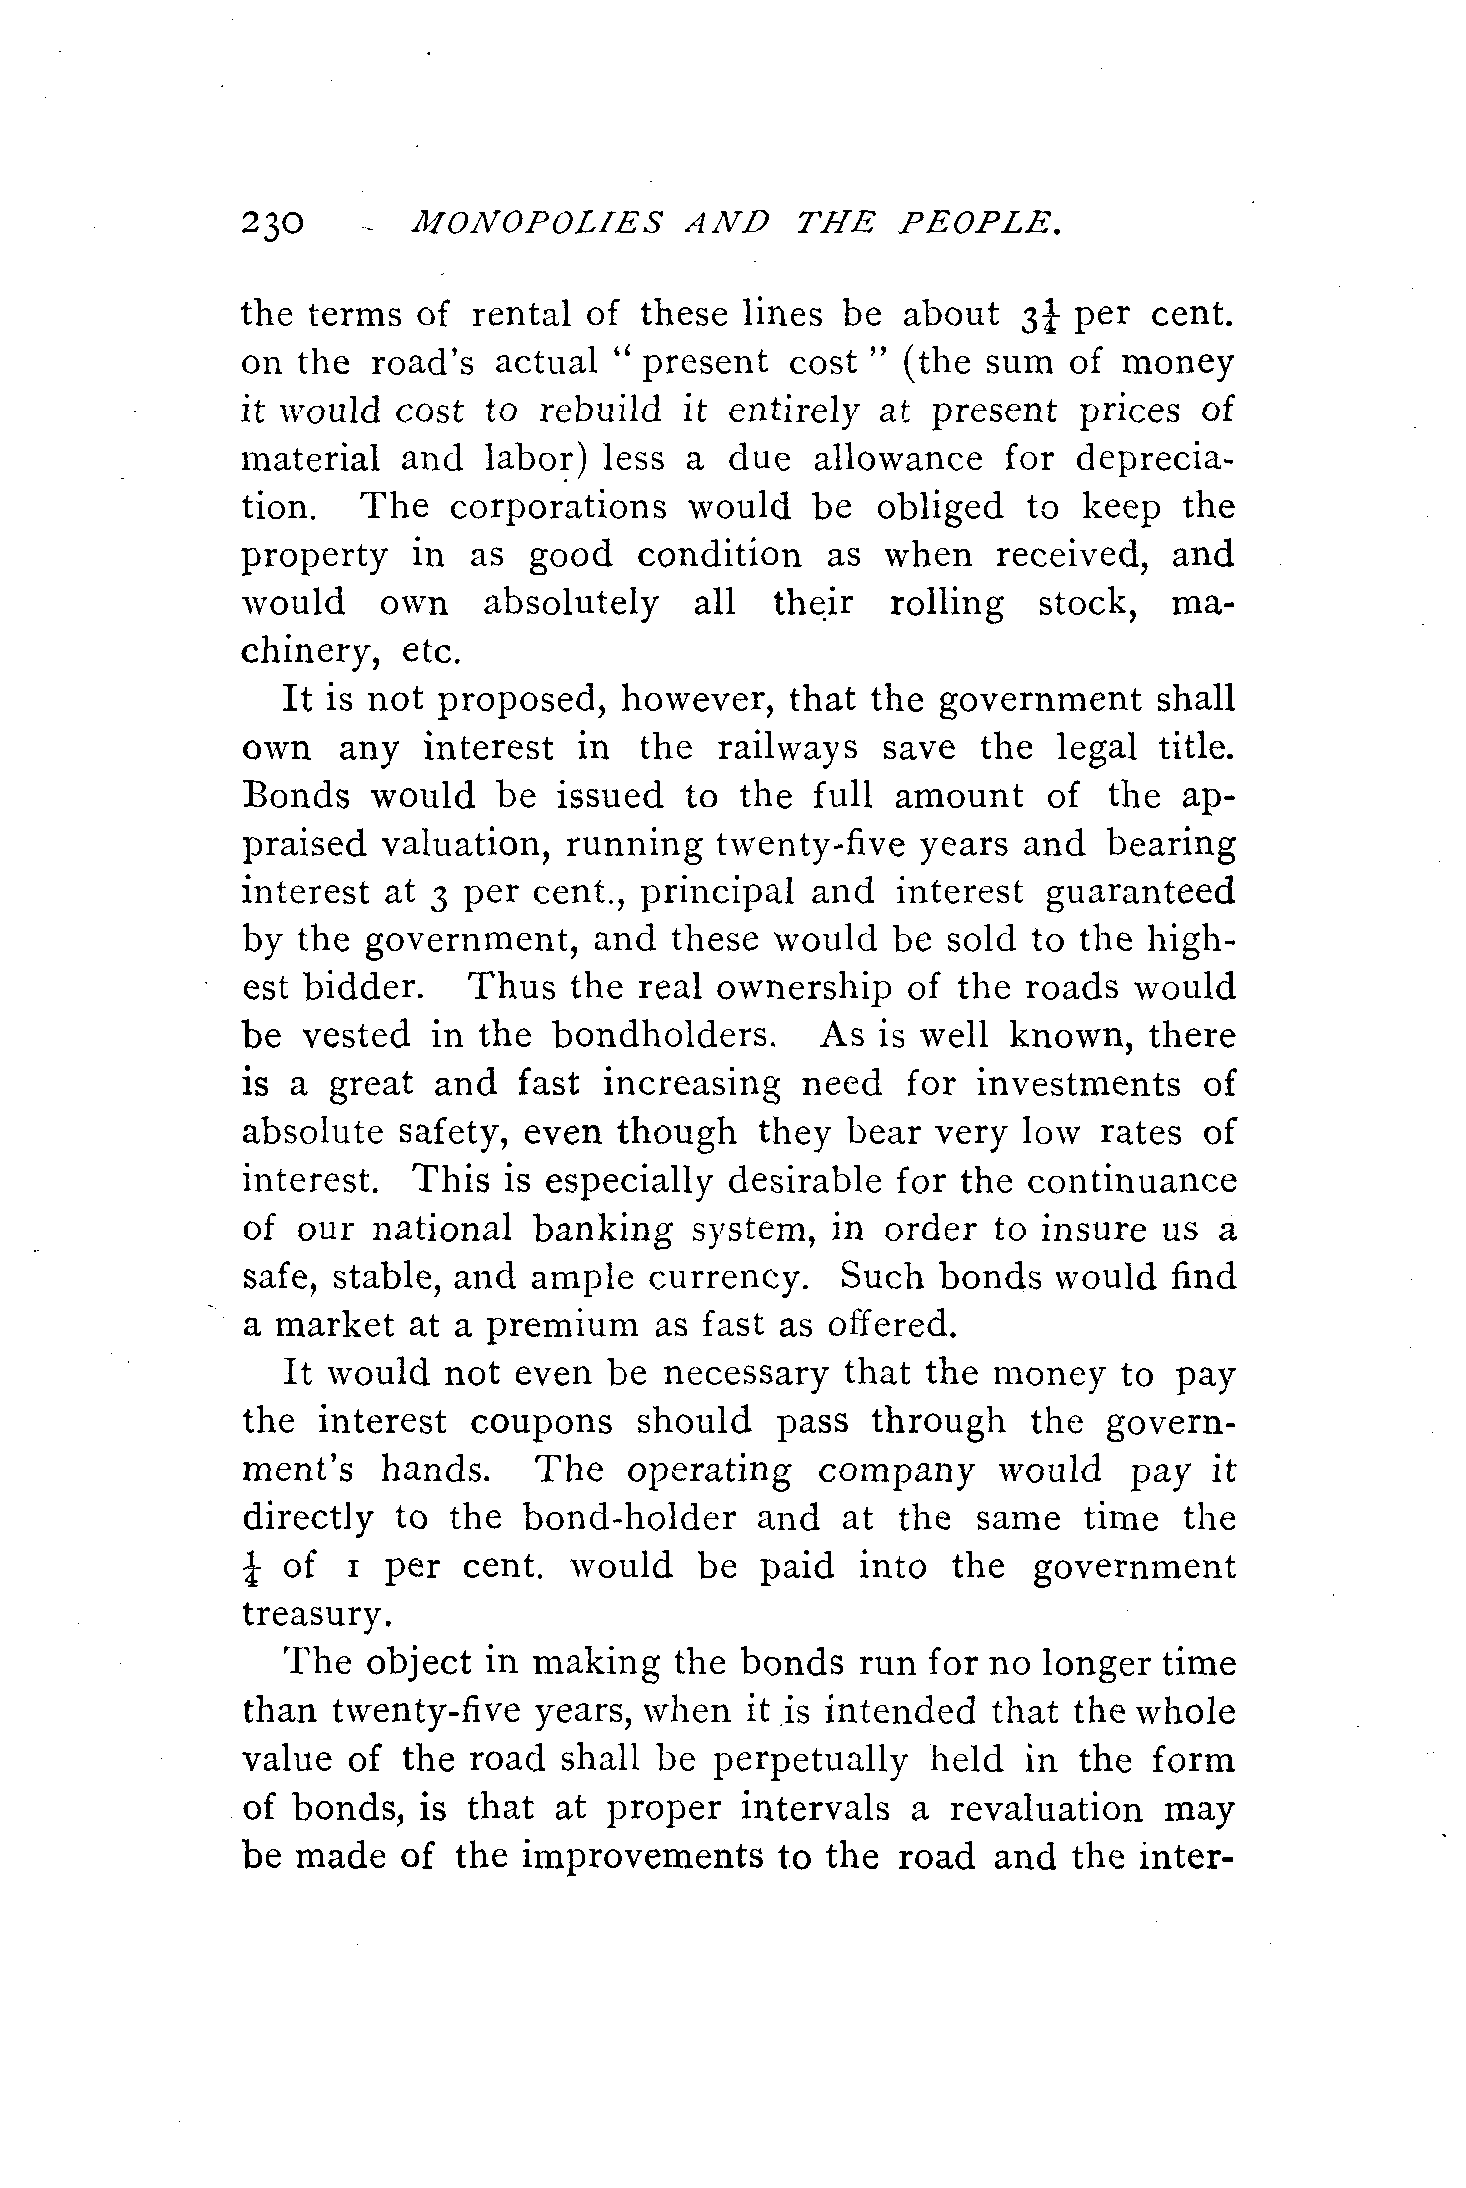 230 MONOPOLIES AND THE PEOPLE.
the terms of rental of these lines be about 3¼ per cent.
on the road's actual “ present cost ” (the sum of money
it would cost to rebuild it entirely at present prices of
material and labor) less a due allowance for deprecia-
tion. The corporations would be obliged to keep the
property in as good condition as when received, and
would own absolutely all their rolling stock, ma-
chinery, etc.
It is not proposed, however, that the government shall
own any interest in the railways save the legal title.
Bonds would be issued to the full amount of the ap-
praised valuation, running twenty-five years and bearing
interest at 3 per cent., principal and interest guaranteed
by the government, and these would be sold to the high-
est bidder. Thus the real ownership of the roads would
be vested in the bondholders. As is well known, there
is a great and fast increasing need for investments of
absolute safety, even though they bear very low rates of
interest. This is especially desirable for the continuance
of our national banking system, in order to insure us a
safe, stable, and ample currency. Such bonds would find
a market at a premium as fast as offered.
It would not even be necessary that the money to pay
the interest coupons should pass through the govern-
ment's hands. The operating company would pay it
directly to the bond-holder and at the same time the
¼ of 1 per cent. would be paid into the government
treasury.
The object in making the bonds run for no longer time
than twenty-five years, when it is intended that the whole
value of the road shall be perpetually held in the form
of bonds, is that at proper intervals a revaluation may
be made of the improvements to the road and the inter-